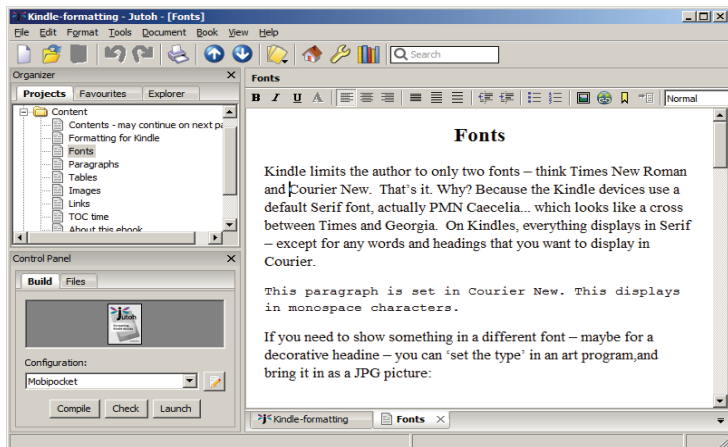 Kindle-formatting - Jutoh - [Fonts]
File Edit Format Tools Document Book View Help
Search
Organizer
Projects Favourites Explorer
Content
Contents - may continue on next pa
Formatting for Kindle
Fonts
Paragraphs
Tables
Images
Links
TOC time
About this ebook
Control Panel
Build Files
Jutoh
Configuration:
Mobipocket
Compile Check Launch
Fonts
B I U A Normal
Fonts
Kindle limits the author to only two fonts – think Times New Roman
and Courier New.  That’s it. Why? Because the Kindle devices use a
default Serif font, actually PMN Caecelia... which looks like a cross
between Times and Georgia.  On Kindles, everything displays in Serif
– except for any words and headings that you want to display in
Courier.
This paragraph is set in Courier New. This displays
in monospace characters.
If you need to show something in a different font – maybe for a
decorative headine – you can ‘set the type’ in an art program,and
bring it in as a JPG picture:
Kindle-formatting Fonts